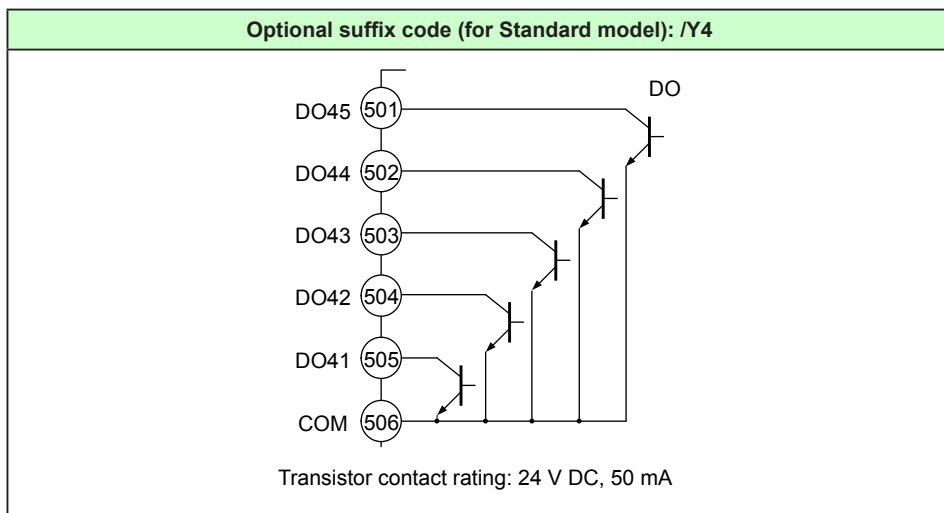 Optional suffix code (for Standard model): /Y4
DO
DO45 501
DO44 502
DO43 503
DO42 504
DO41 505
COM 506
Transistor contact rating: 24 V DC, 50 mA